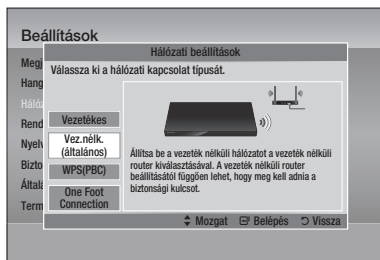 Beállítások
Hálózati beállítások
Válassza ki a hálózati kapcsolat típusát.
Megj
Hang
Háló
Rend
Nyelv
Bizto
Által
Term
Vezetékes
Vez.nélk.
(általános)
WPS(PBC)
One Foot
Connection
Állítsa be a vezeték nélküli hálózatot a vezeték nélküli
router kiválasztásával. A vezeték nélküli router
beállításától függően lehet, hogy meg kell adnia a
biztonsági kulcsot.
Mozgat Belépés Vissza